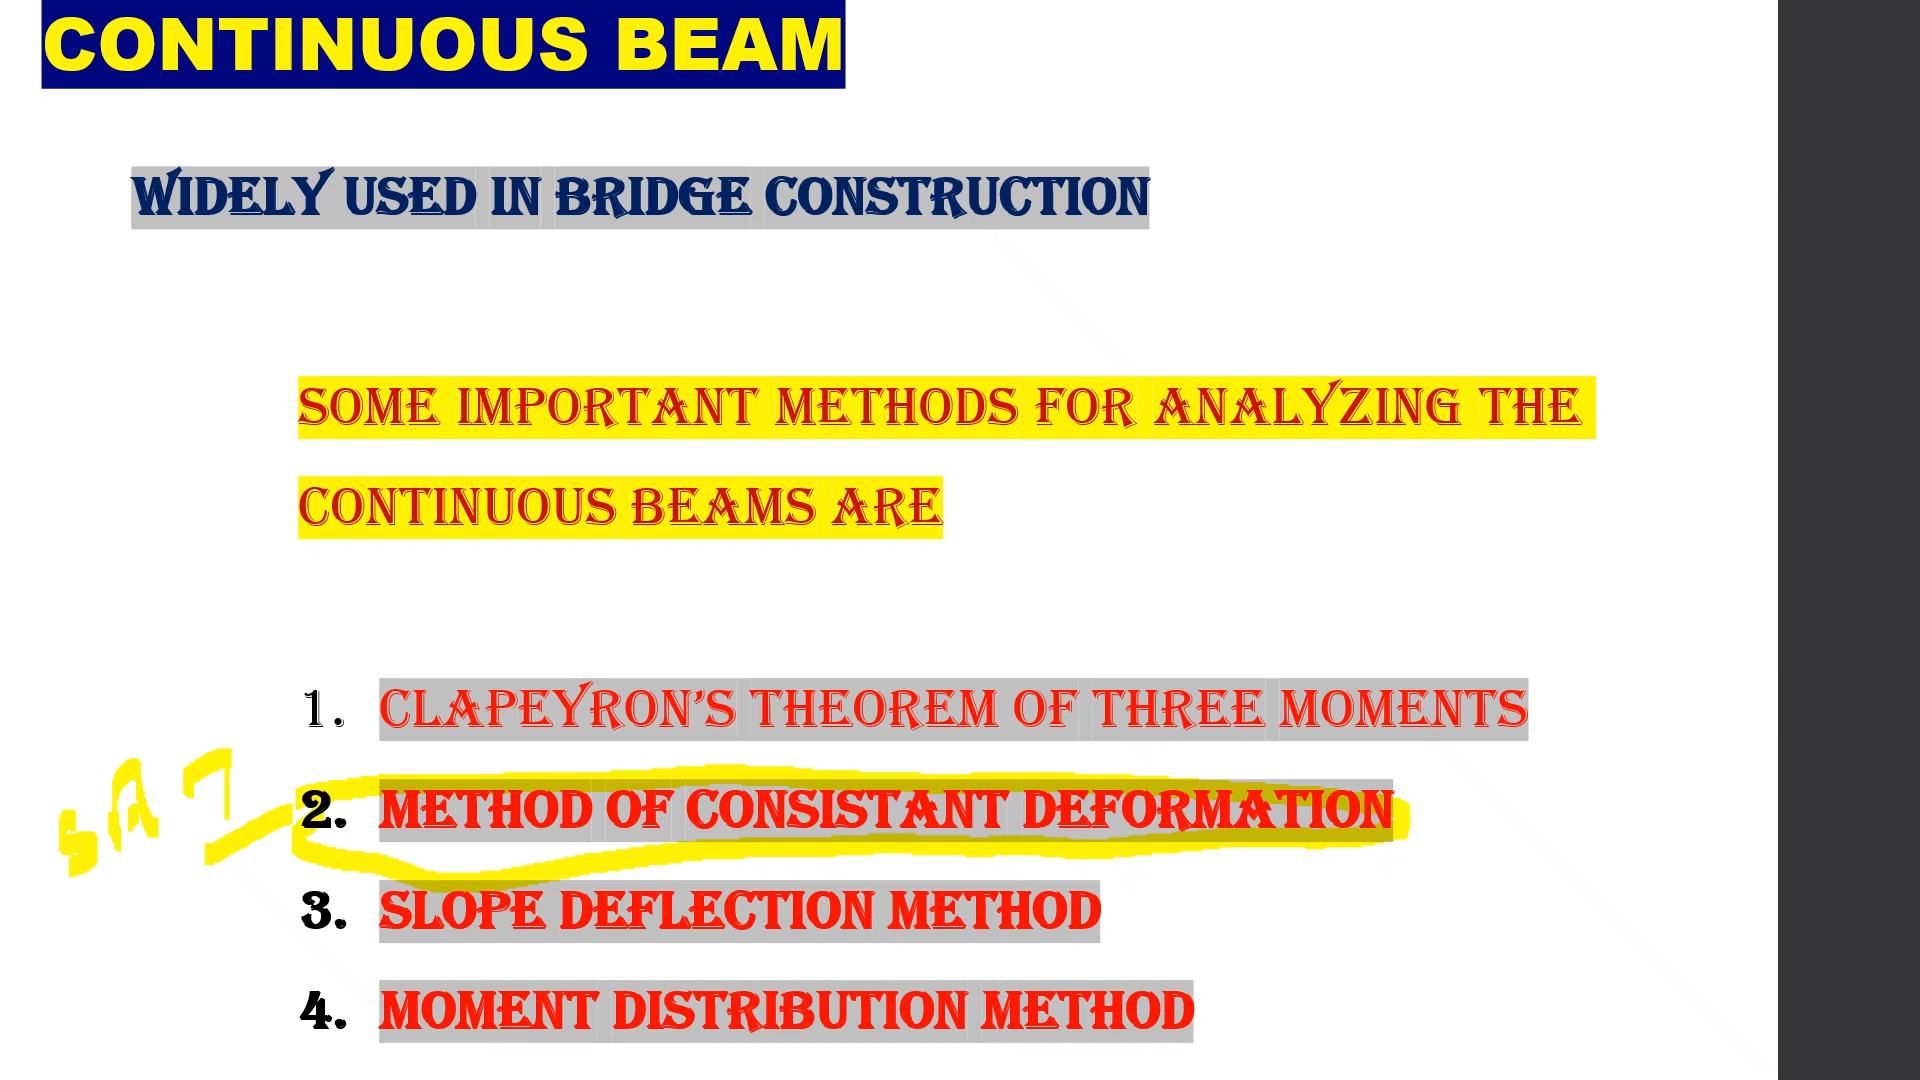 CONTINUOUS BEAM
WIDELY USED IN BRIDGE CONSTRUCTION
SOME IMPORTANT METHODS FOR ANALYZING THE
CONTINUOUS BEAMS ARE
1. CLAPEYRON’S THEOREM OF THREE MOMENTS
2. METHOD OF CONSISTANT DEFORMATION
3. SLOPE DEFLECTION METHOD
4. MOMENT DISTRIBUTION METHOD